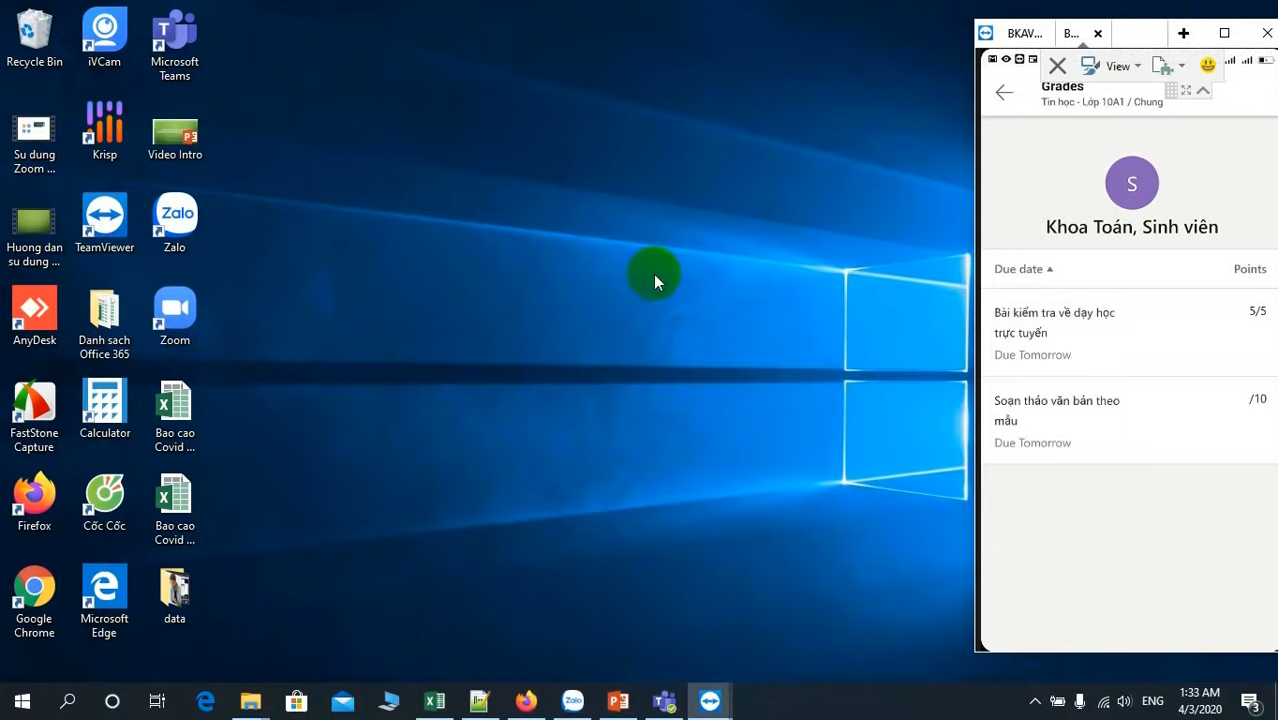 Recycle Bin
iVCam
Microsoft
Teams
Su dung
Zoom ...
Krisp
Video Intro
Huong dan
su dung ...
TeamViewer
Zalo
Zalo
AnyDesk
Danh sach
Office 365
Zoom
FastStone
Capture
Calculator
Bao cao
Covid ...
Firefox
Cốc Cốc
Bao cao
Covid ...
Google
Chrome
Microsoft
Edge
data
BKAV...
B...
View
Grades
Tin học - Lớp 10A1 / Chung
S
Khoa Toán, Sinh viên
Due date
Points
Bài kiểm tra về dạy học
trực tuyến
5/5
Due Tomorrow
Soạn thảo văn bản theo
mẫu
/10
Due Tomorrow
Zalo
ENG
1:33 AM
4/3/2020
3